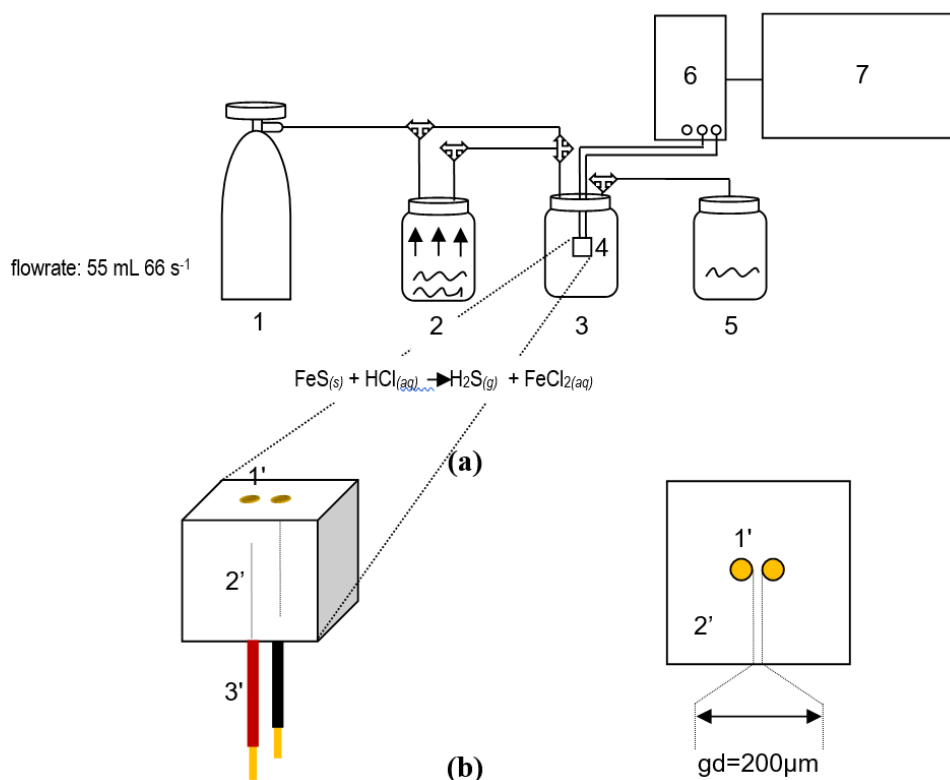 6
7
4
flowrate: 55 mL 66 s⁻¹
1
2
3
5
FeS(s) + HCl(aq) → H₂S(g) + FeCl₂(aq)
(a)
1'
2'
3'
1'
2'
gd=200µm
(b)